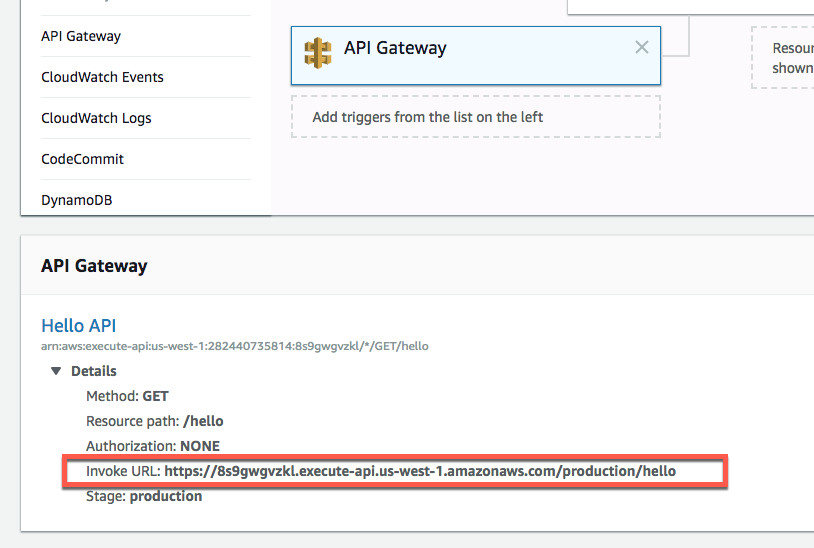 API Gateway
CloudWatch Events
CloudWatch Logs
CodeCommit
DynamoDB
API Gateway
Add triggers from the list on the left
shown
API Gateway
Hello API
arn:aws:execute-api:us-west-1:282440735814:8s9gwgvzkl/*/GET/hello
Details
Method: GET
Resource path: /hello
Authorization: NONE
Invoke URL: https://8s9gwgvzkl.execute-api.us-west-1.amazonaws.com/production/hello
Stage: production